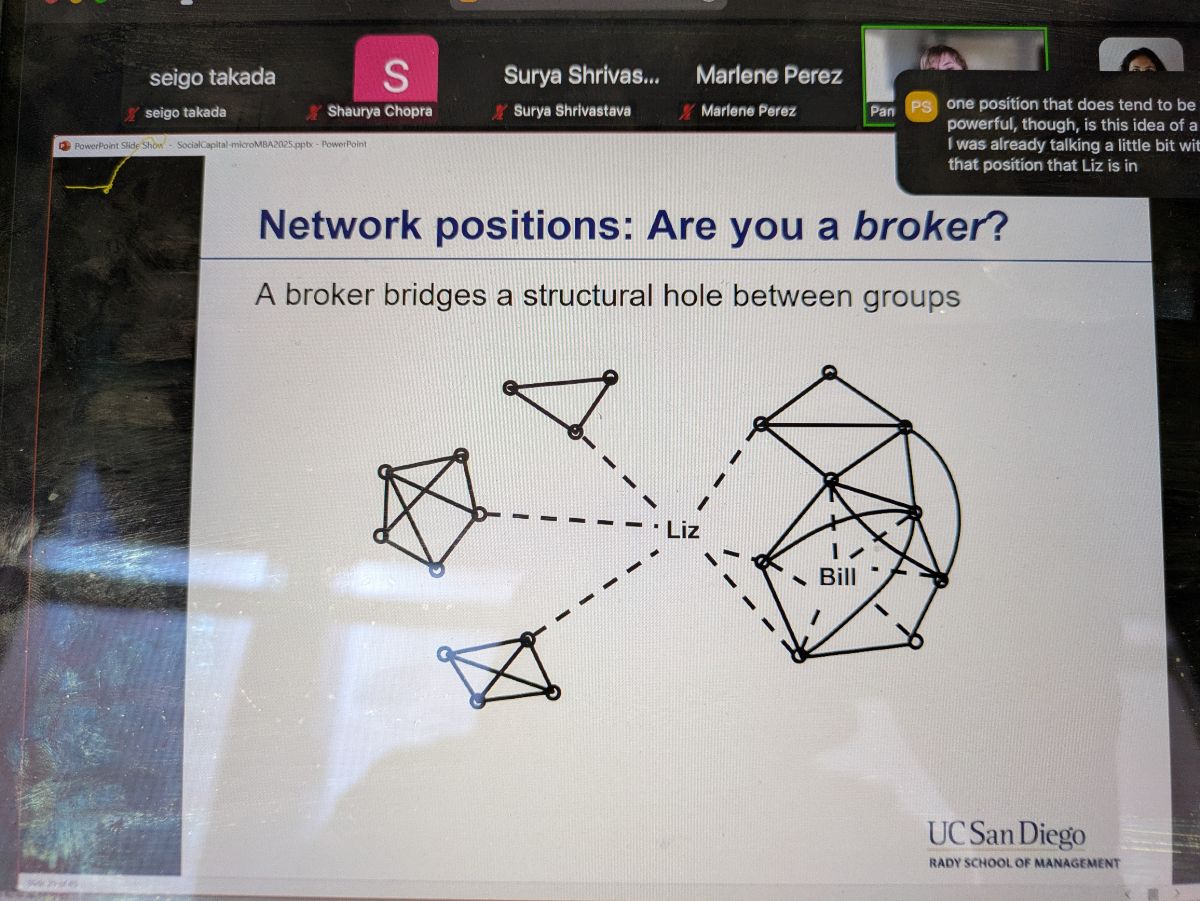 seigo takada
S
Surya Shrivas...
Marlene Perez
seigo takada
Shaurya Chopra
Surya Shrivastava
Marlene Perez
Pam
PS
one position that does tend to be
powerful, though, is this idea of a
I was already talking a little bit wit
that position that Liz is in
PowerPoint Slide Show - SocialCapital-microMBA2025.pptx - PowerPoint
Network positions: Are you a broker?
A broker bridges a structural hole between groups
Liz
Bill
UC San Diego
RADY SCHOOL OF MANAGEMENT